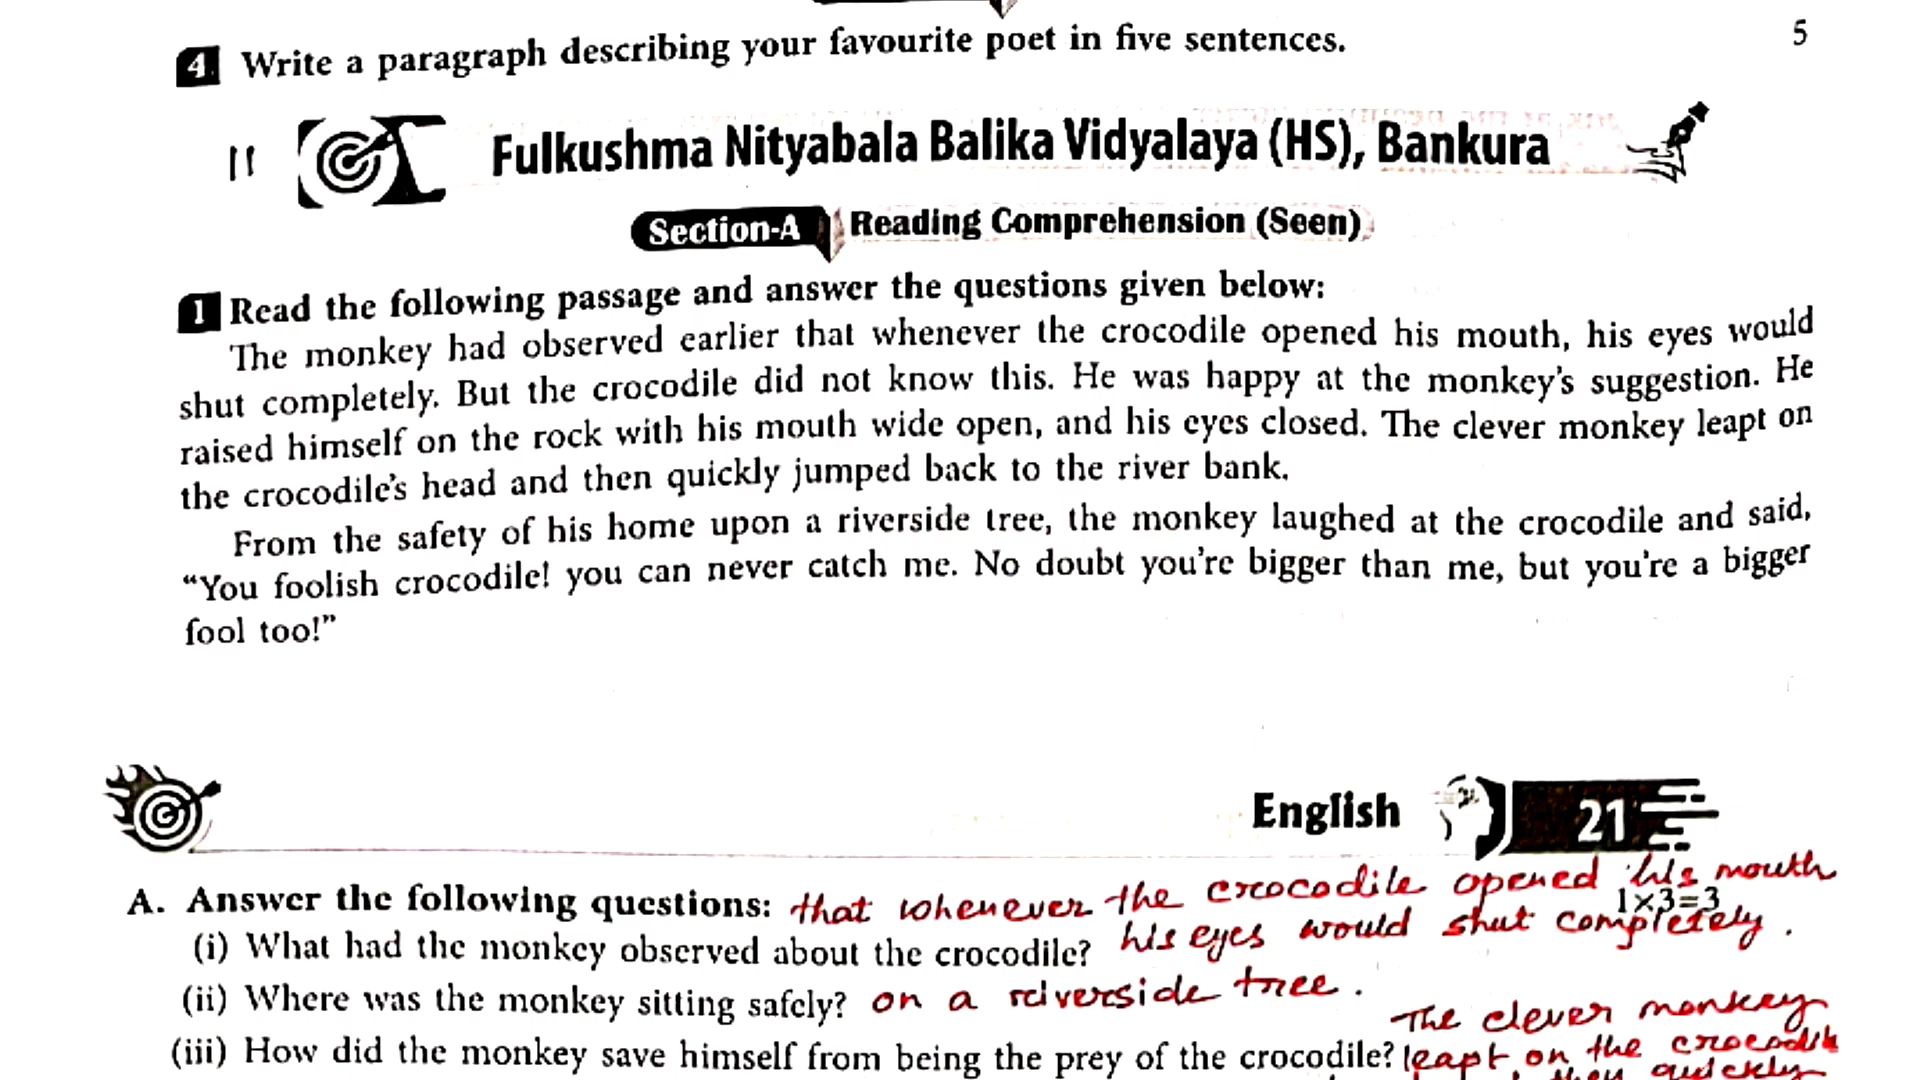 4 Write a paragraph describing your favourite poet in five sentences. 5
11 Fulkushma Nityabala Balika Vidyalaya (HS), Bankura
Section-A Reading Comprehension (Seen)
1 Read the following passage and answer the questions given below:
The monkey had observed earlier that whenever the crocodile opened his mouth, his eyes would
shut completely. But the crocodile did not know this. He was happy at the monkey's suggestion. He
raised himself on the rock with his mouth wide open, and his eyes closed. The clever monkey leapt on
the crocodile's head and then quickly jumped back to the river bank.
From the safety of his home upon a riverside tree, the monkey laughed at the crocodile and said,
“You foolish crocodile! you can never catch me. No doubt you're bigger than me, but you're a bigger
fool too!”
English 21
A. Answer the following questions: that whenever the crocodile opened his mouth
1×3=3
(i) What had the monkey observed about the crocodile? his eyes would shut completely.
(ii) Where was the monkey sitting safely? on a riverside tree.
The clever monkey
(iii) How did the monkey save himself from being the prey of the crocodile? leapt on the crocodile
quickly